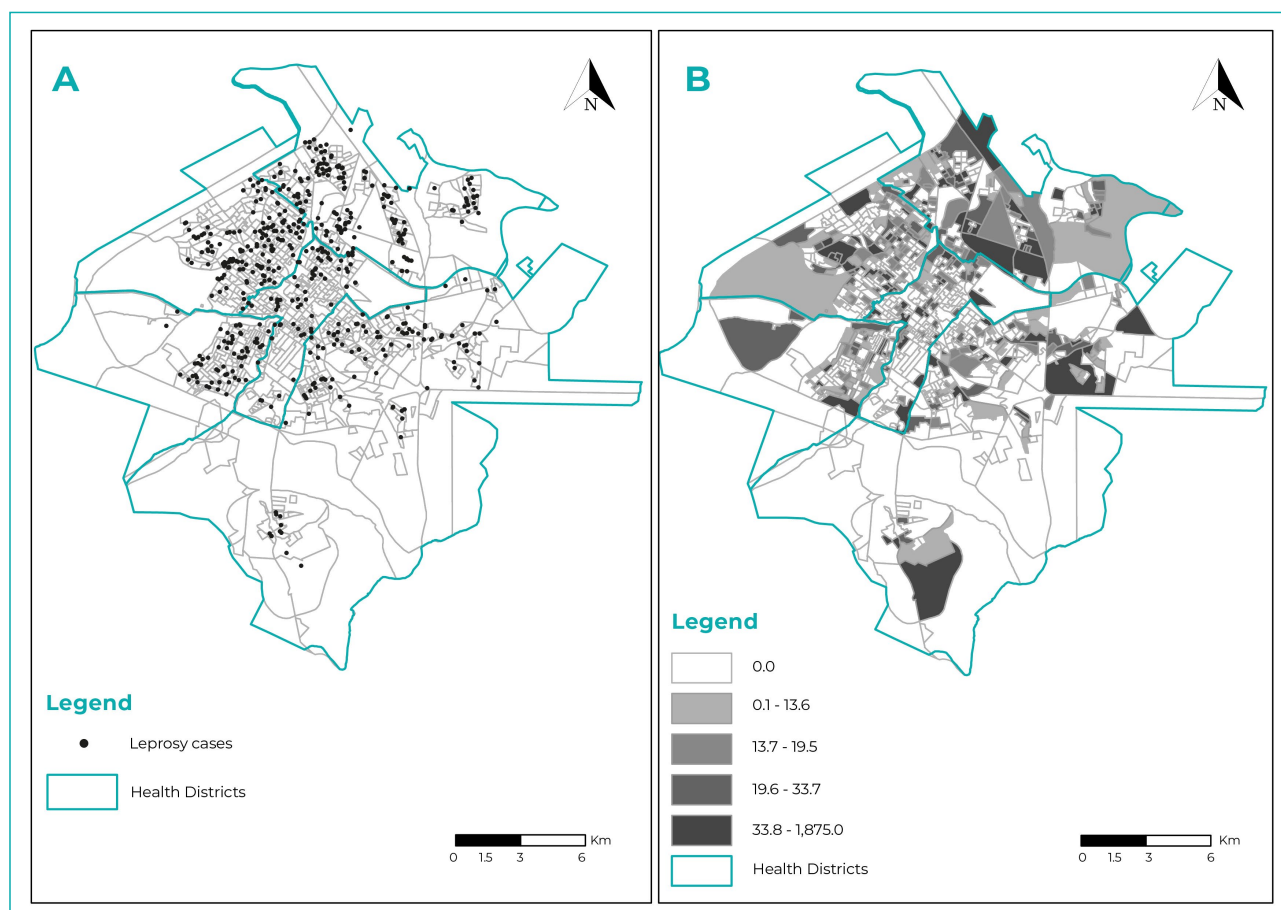 A
N
Legend
Leprosy cases
Health Districts
Km
0 1.5 3 6
B
N
Legend
0.0
0.1 - 13.6
13.7 - 19.5
19.6 - 33.7
33.8 - 1,875.0
Health Districts
Km
0 1.5 3 6